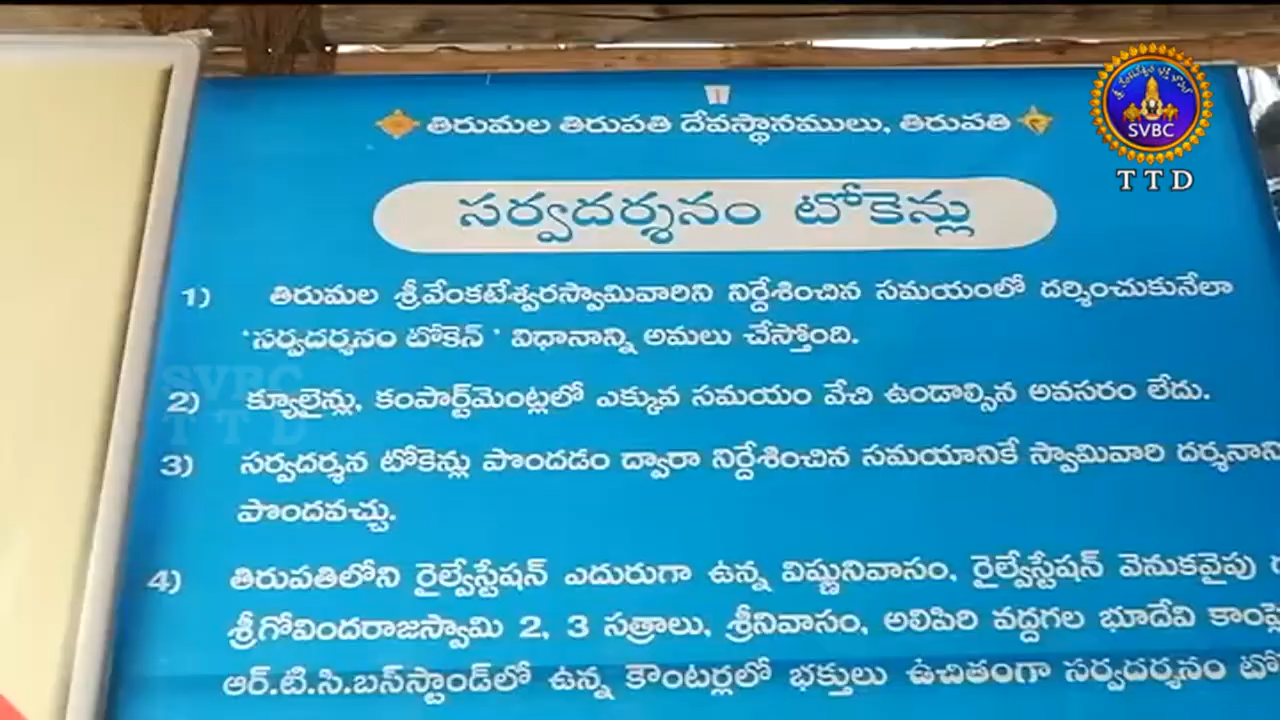 తిరుమల తిరుపతి దేవస్థానములు, తిరుపతి
SVBC
TTD
సర్వదర్శనం టోకెన్లు
1) తిరుమల శ్రీవేంకటేశ్వరస్వామివారిని నిర్దేశించిన సమయంలో దర్శించుకునేలా
'సర్వదర్శనం టోకెన్ ' విధానాన్ని అమలు చేస్తోంది.
SVBC
TTD
2) క్యూలైన్లు, కంపార్ట్‌మెంట్లలో ఎక్కువ సమయం వేచి ఉండాల్సిన అవసరం లేదు.
3) సర్వదర్శన టోకెన్లు పొందడం ద్వారా నిర్దేశించిన సమయానికే స్వామివారి
పొందవచ్చు.
4) తిరుపతిలోని రైల్వేస్టేషన్ ఎదురుగా ఉన్న విష్ణునివాసం, రైల్వేస్టేషన్ వెనుకవైపు
శ్రీగోవిందరాజస్వామి 2, 3 సత్రాలు, శ్రీనివాసం, అలిపిరి వద్దగల భూదేవి
ఆర్.టి.సి.బస్‌స్టాండ్‌లో ఉన్న కౌంటర్లలో భక్తులు ఉచితంగా సర్వదర్శనం